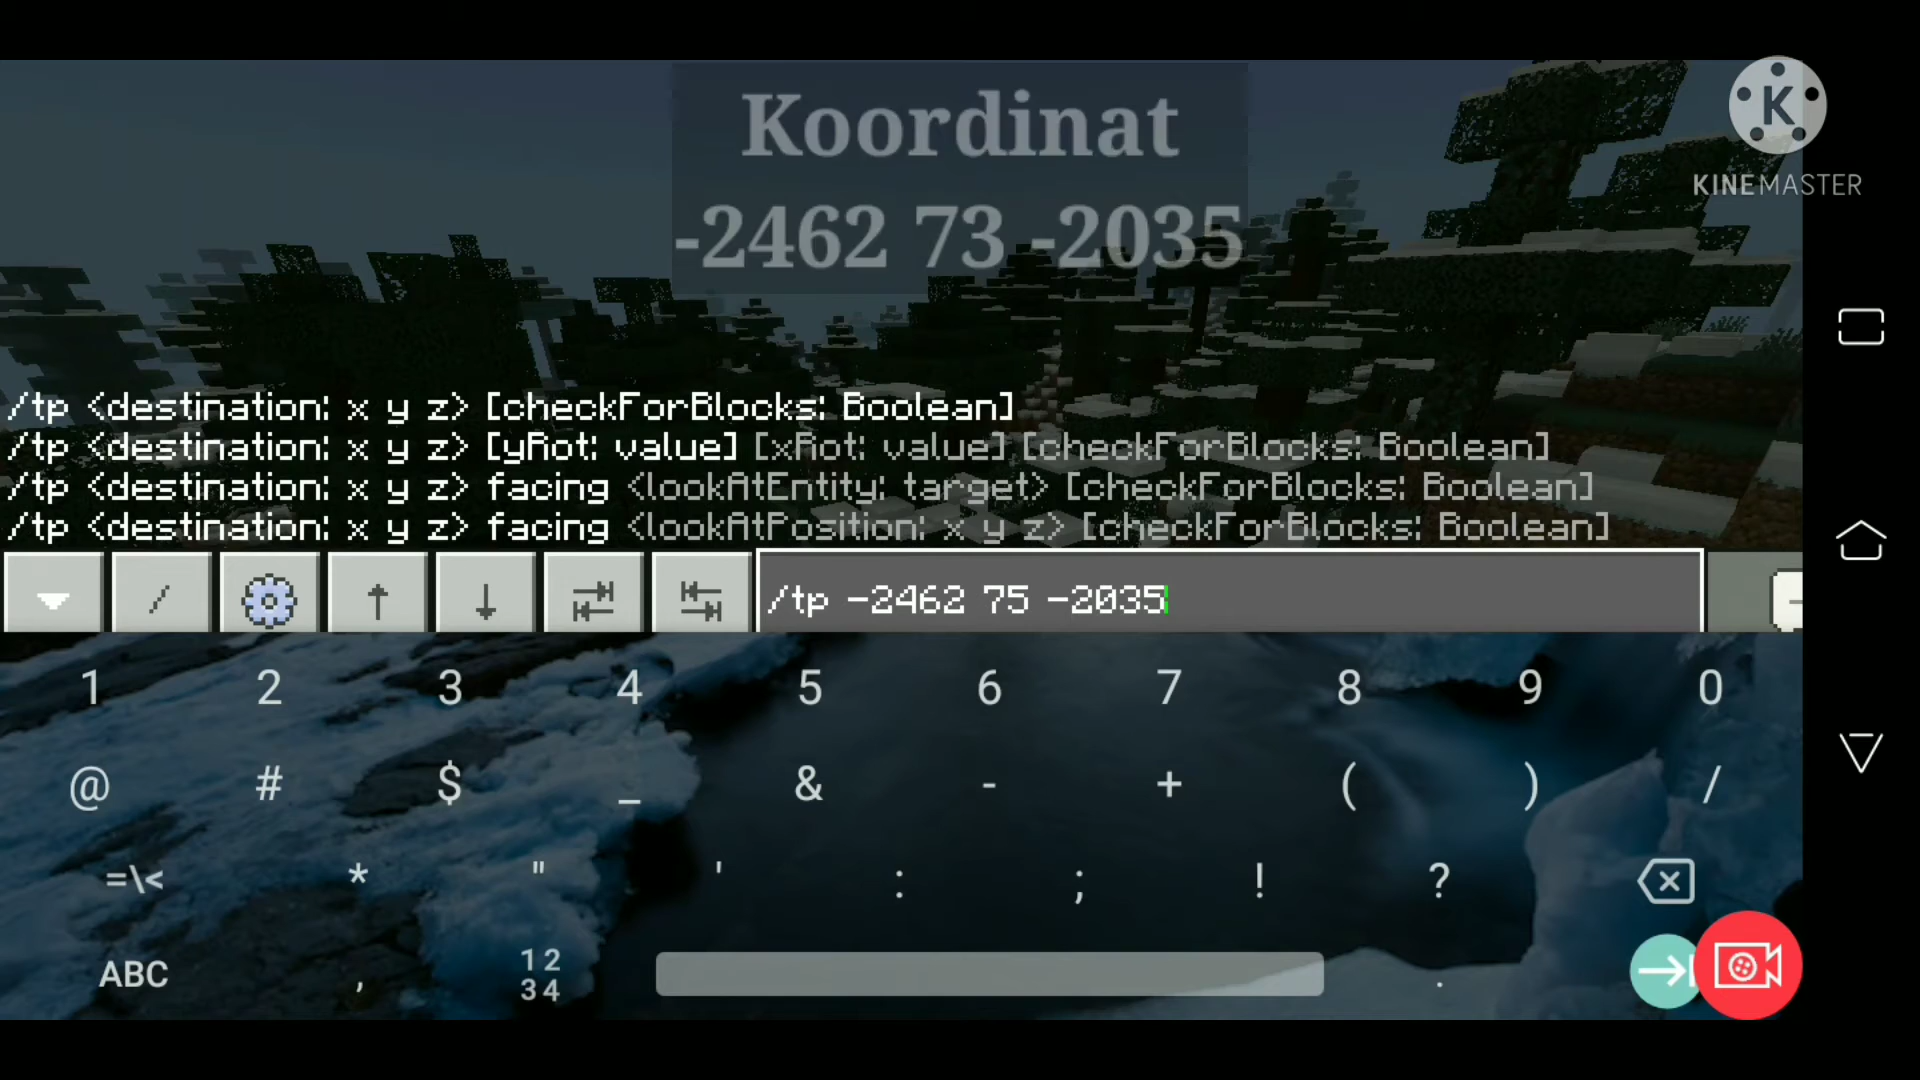 Koordinat
-2462 73 -2035
K
KINEMASTER
/tp <destination: x y z> [checkForBlocks: Boolean]
/tp <destination: x y z> [yRot: value] [xRot: value] [checkForBlocks: Boolean]
/tp <destination: x y z> facing <lookAtEntity: target> [checkForBlocks: Boolean]
/tp <destination: x y z> facing <lookAtPosition: x y z> [checkForBlocks: Boolean]
/
/tp -2462 75 -2035
1 2 3 4 5 6 7 8 9 0
@ # $ _ & - + ( ) /
=\< * " ' : ; ! ?
ABC , 12 .
34